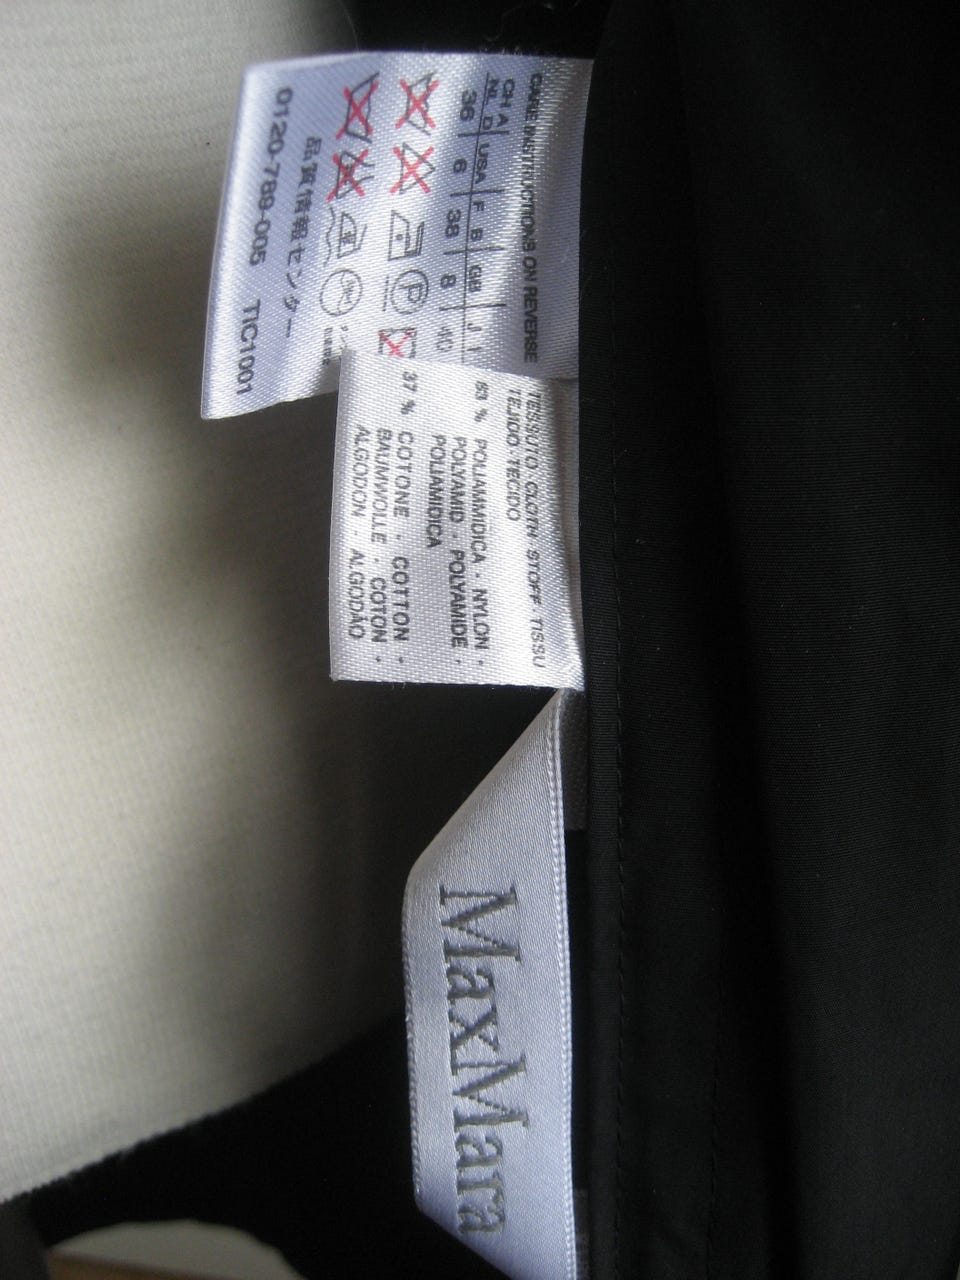 CARE INSTRUCTIONS ON REVERSE
CH A USA F GB I
NL D
36 6 38 8 40
S
P
品質情報センター
0120-789-005 TIC1001
TESSUTO · CLOTH · STOFF · TISSU
TEJIDO · TECIDO
63 % POLIAMMIDICA · NYLON ·
POLYAMID · POLYAMIDE ·
POLIAMIDICA
37 % COTONE · COTTON ·
BAUMWOLLE · COTON ·
ALGODON · ALGODÃO
MaxMara